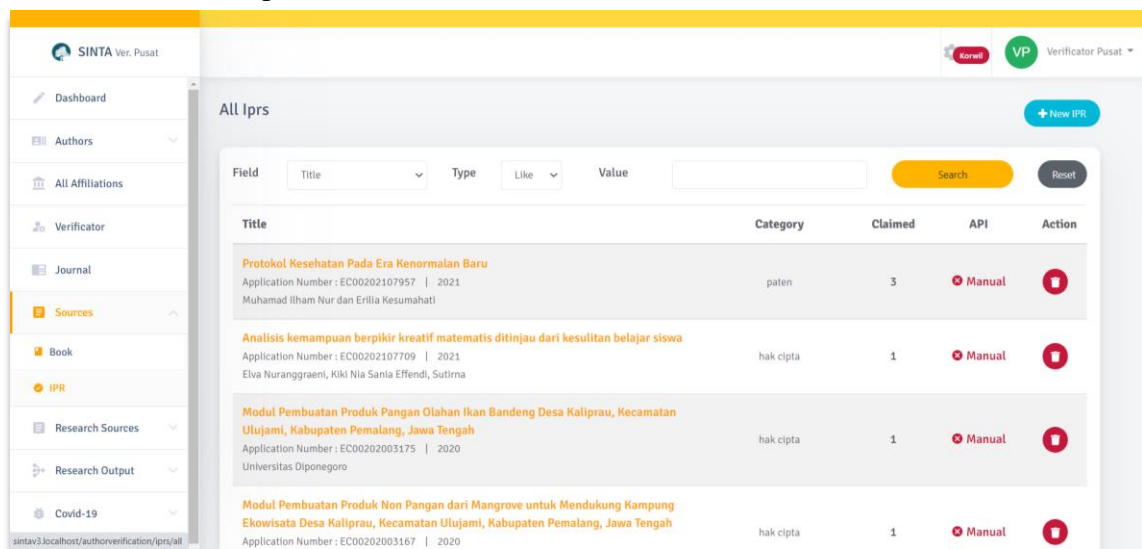 SINTA Ver. Pusat
Korwil
VP
Verificator Pusat
Dashboard
Authors
All Affiliations
Verificator
Journal
Sources
Book
IPR
Research Sources
Research Output
Covid-19
sintav3.localhost/authorverification/iprs/all
All Iprs
+ New IPR
Field Title Type Like Value Search Reset
Title Category Claimed API Action
Protokol Kesehatan Pada Era Kenormalan Baru
Application Number : EC00202107957 | 2021
Muhamad Ilham Nur dan Erilia Kesumahati
paten 3 Manual
Analisis kemampuan berpikir kreatif matematis ditinjau dari kesulitan belajar siswa
Application Number : EC00202107709 | 2021
Elva Nuranggraeni, Kiki Nia Sania Effendi, Sutirna
hak cipta 1 Manual
Modul Pembuatan Produk Pangan Olahan Ikan Bandeng Desa Kaliprau, Kecamatan
Ulujami, Kabupaten Pemalang, Jawa Tengah
Application Number : EC00202003175 | 2020
Universitas Diponegoro
hak cipta 1 Manual
Modul Pembuatan Produk Non Pangan dari Mangrove untuk Mendukung Kampung
Ekowisata Desa Kaliprau, Kecamatan Ulujami, Kabupaten Pemalang, Jawa Tengah
Application Number : EC00202003167 | 2020
hak cipta 1 Manual